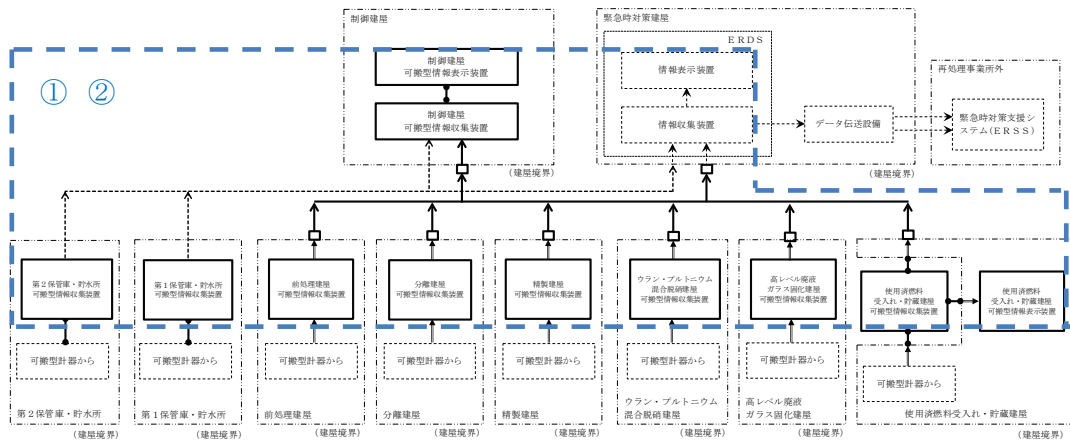 制御建屋
制御建屋
可搬型情報表示装置
制御建屋
可搬型情報収集装置
(建屋境界)
緊急時対策建屋
ERDS
情報表示装置
情報収集装置
データ伝送設備
(建屋境界)
再処理事業所外
緊急時対策支援シ
ステム(ERSS)
① ②
第2保管庫・貯水所
可搬型情報収集装置
可搬型計器から
第2保管庫・貯水所
(建屋境界)
第1保管庫・貯水所
可搬型情報収集装置
可搬型計器から
第1保管庫・貯水所
(建屋境界)
前処理建屋
可搬型情報収集装置
可搬型計器から
前処理建屋
(建屋境界)
分離建屋
可搬型情報収集装置
可搬型計器から
分離建屋
(建屋境界)
精製建屋
可搬型情報収集装置
可搬型計器から
精製建屋
(建屋境界)
ウラン・プルトニウム
混合脱硝建屋
可搬型情報収集装置
可搬型計器から
ウラン・プルトニウム
混合脱硝建屋
(建屋境界)
高レベル廃液
ガラス固化建屋
可搬型情報収集装置
可搬型計器から
高レベル廃液
ガラス固化建屋
(建屋境界)
使用済燃料
受入れ・貯蔵建屋
可搬型情報収集装置
使用済燃料
受入れ・貯蔵建屋
可搬型情報表示装置
可搬型計器から
使用済燃料受入れ・貯蔵建屋
(建屋境界)